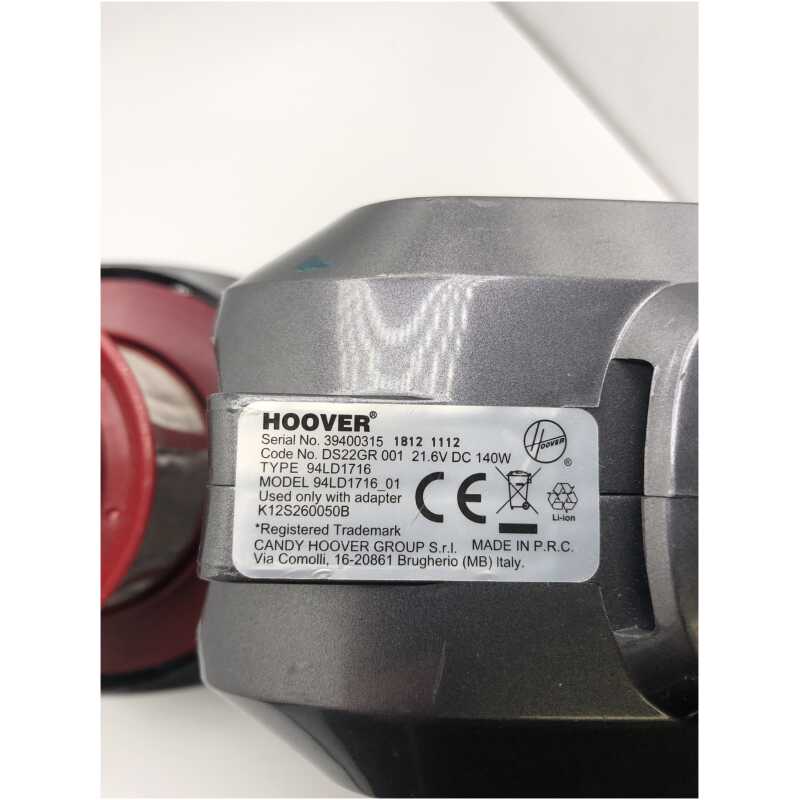 HOOVER®
Serial No. 39400315 1812 1112
Code No. DS22GR 001 21.6V DC 140W
TYPE 94LD1716
MODEL 94LD1716_01
Used only with adapter
K12S260050B
*Registered Trademark
CANDY HOOVER GROUP S.r.l. MADE IN P.R.C.
Via Comolli, 16-20861 Brugherio (MB) Italy.
HOOVER
®
CE
Li-ion